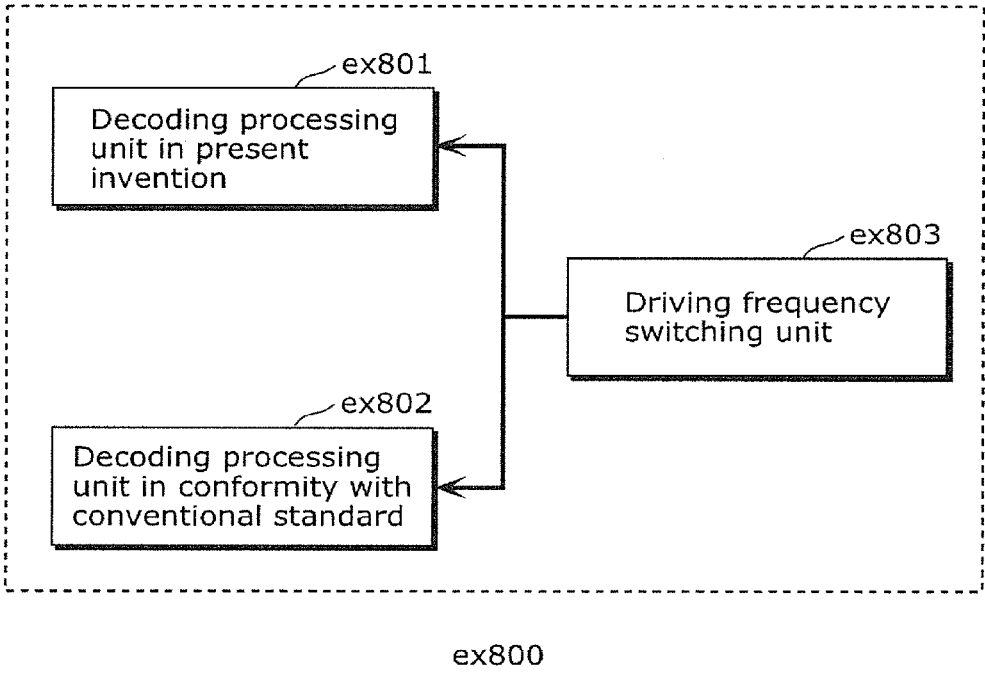 ex801
Decoding processing
unit in present
invention
ex803
Driving frequency
switching unit
ex802
Decoding processing
unit in conformity with
conventional standard
ex800